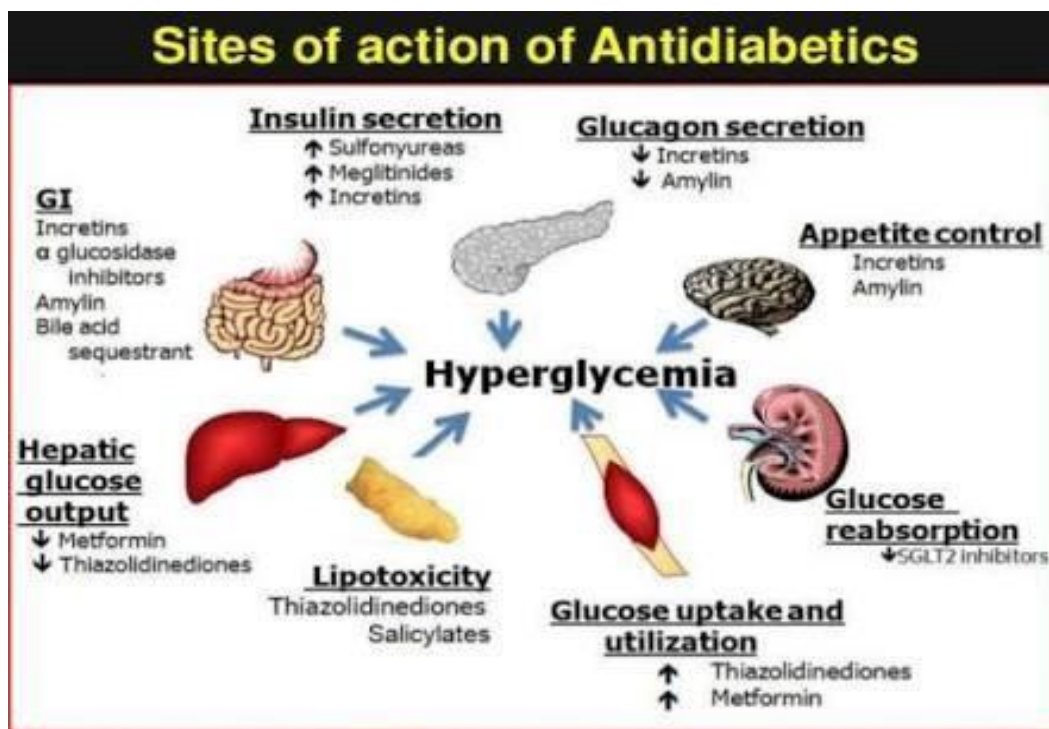 Sites of action of Antidiabetics
Insulin secretion
↑ Sulfonyureas
↑ Meglitinides
↑ Incretins
Glucagon secretion
↓ Incretins
↓ Amylin
GI
Incretins
α glucosidase
inhibitors
Amylin
Bile acid
sequestrant
Appetite control
Incretins
Amylin
Hyperglycemia
Hepatic
glucose
output
↓ Metformin
↓ Thiazolidinediones
Lipotoxicity
Thiazolidinediones
Salicylates
Glucose uptake and
utilization
↑ Thiazolidinediones
↑ Metformin
Glucose
reabsorption
↓SGLT2 inhibitors